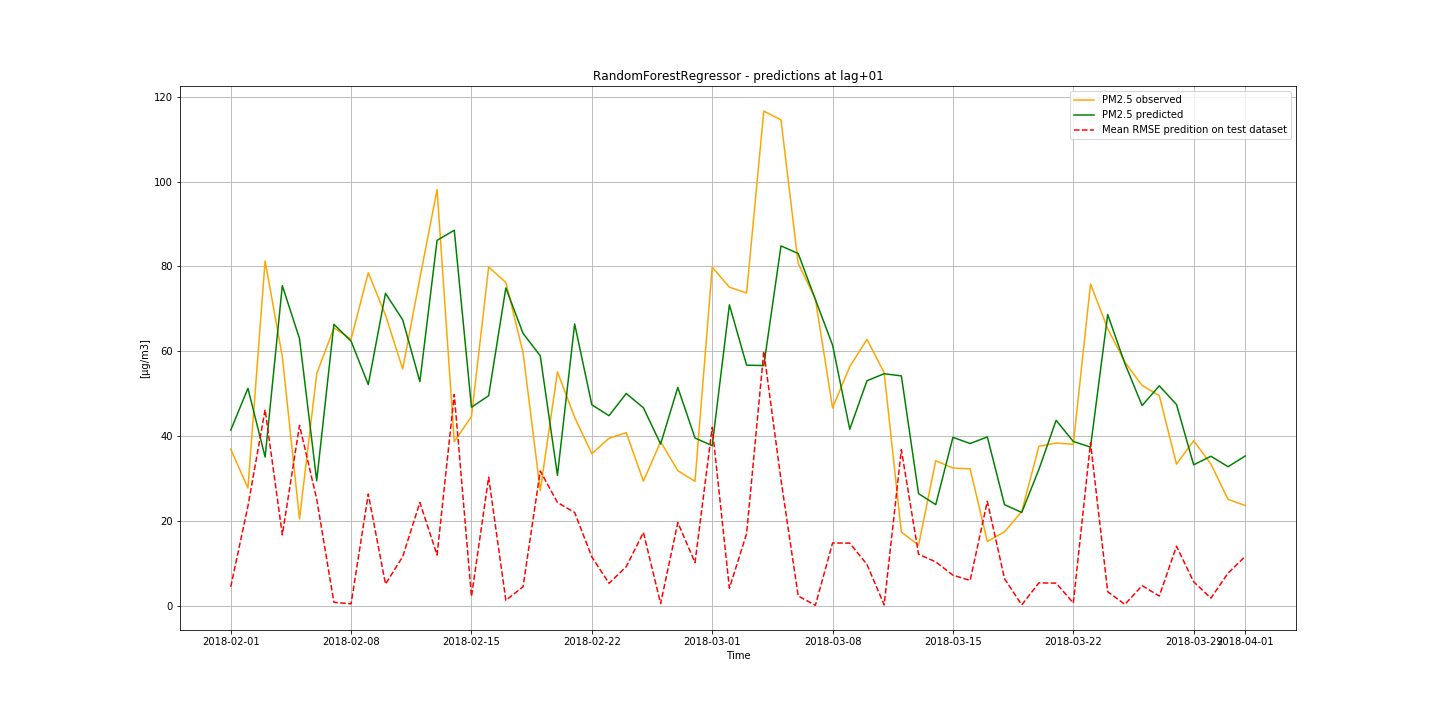 RandomForestRegressor - predictions at lag+01
PM2.5 observed
PM2.5 predicted
Mean RMSE predition on test dataset
120
100
80
60
40
20
0
[µg/m3]
2018-02-01 2018-02-08 2018-02-15 2018-02-22 2018-03-01 2018-03-08 2018-03-15 2018-03-22 2018-03-29 2018-04-01
Time